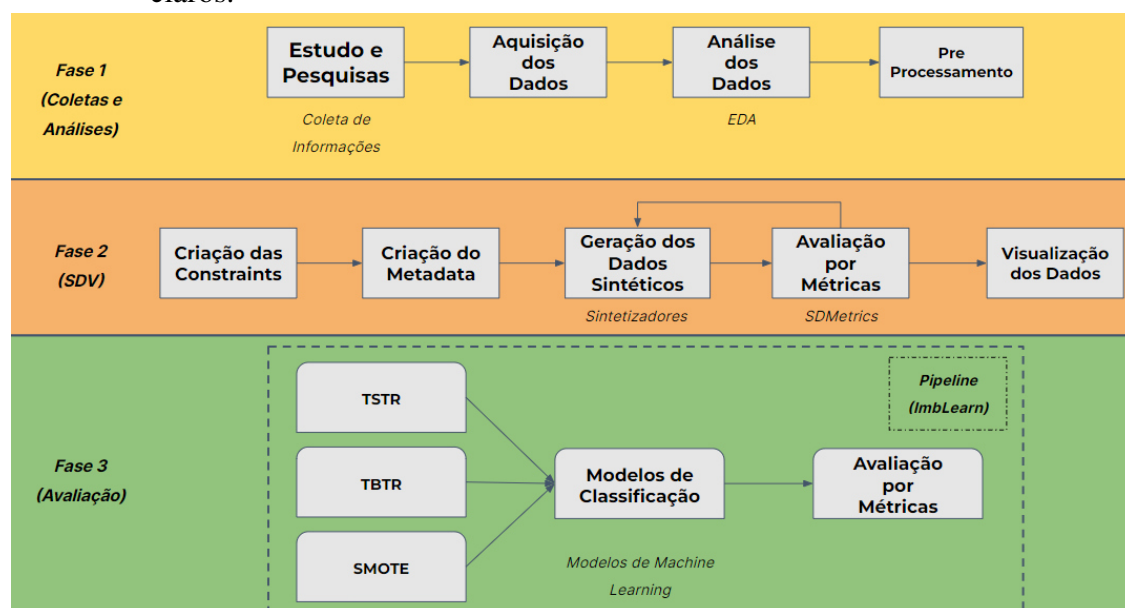 claros.
Fase 1
(Coletas e
Análises)
Estudo e
Pesquisas
Coleta de
Informações
Aquisição
dos
Dados
Análise
dos
Dados
EDA
Pre
Processamento
Fase 2
(SDV)
Criação das
Constraints
Criação do
Metadata
Geração dos
Dados
Sintéticos
Sintetizadores
Avaliação
por
Métricas
SDMetrics
Visualização
dos Dados
Fase 3
(Avaliação)
TSTR
TBTR
SMOTE
Modelos de
Classificação
Modelos de Machine
Learning
Avaliação
por
Métricas
Pipeline
(ImbLearn)